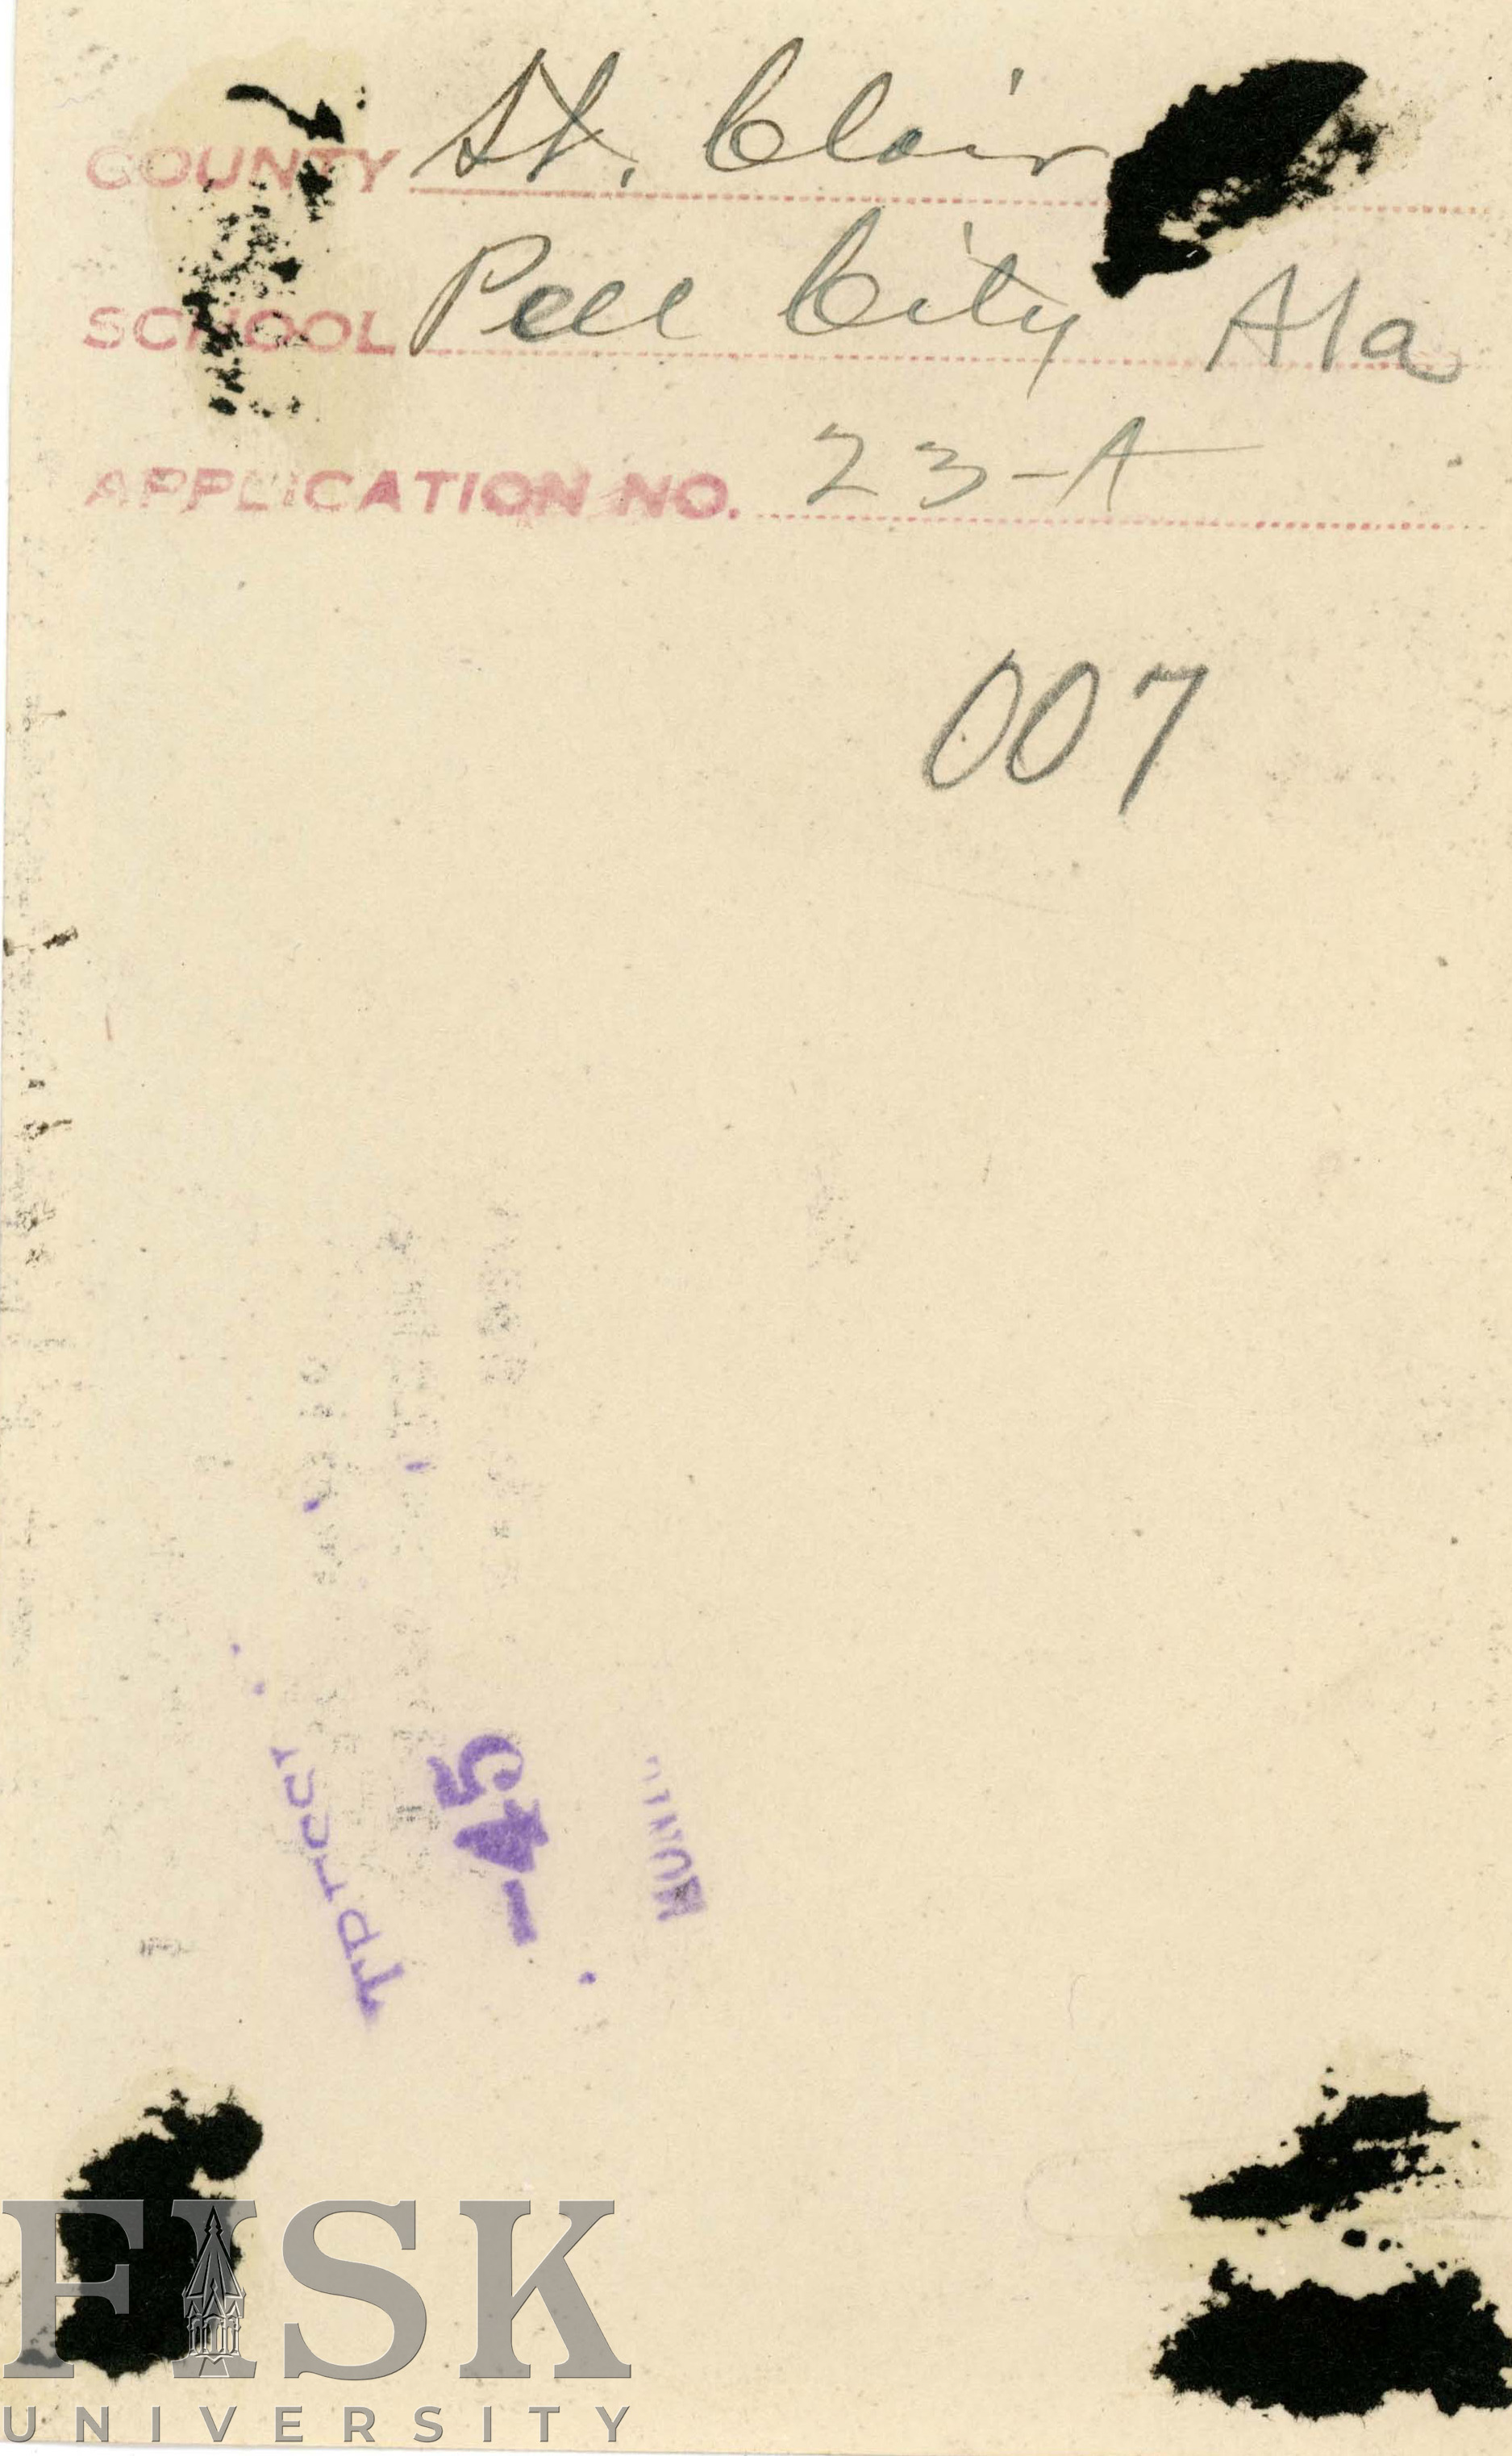 COUNTY St. Clair
SCHOOL Pell City Ala
APPLICATION NO. 23-A
007
-45
FISK
UNIVERSITY